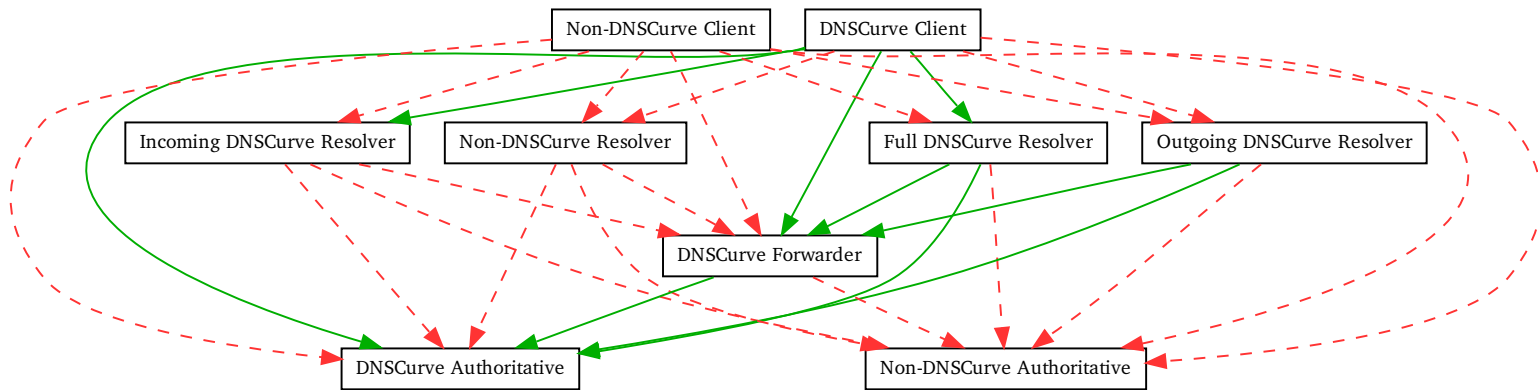 Non-DNSCurve Client
DNSCurve Client
Incoming DNSCurve Resolver
Non-DNSCurve Resolver
Full DNSCurve Resolver
Outgoing DNSCurve Resolver
DNSCurve Forwarder
DNSCurve Authoritative
Non-DNSCurve Authoritative